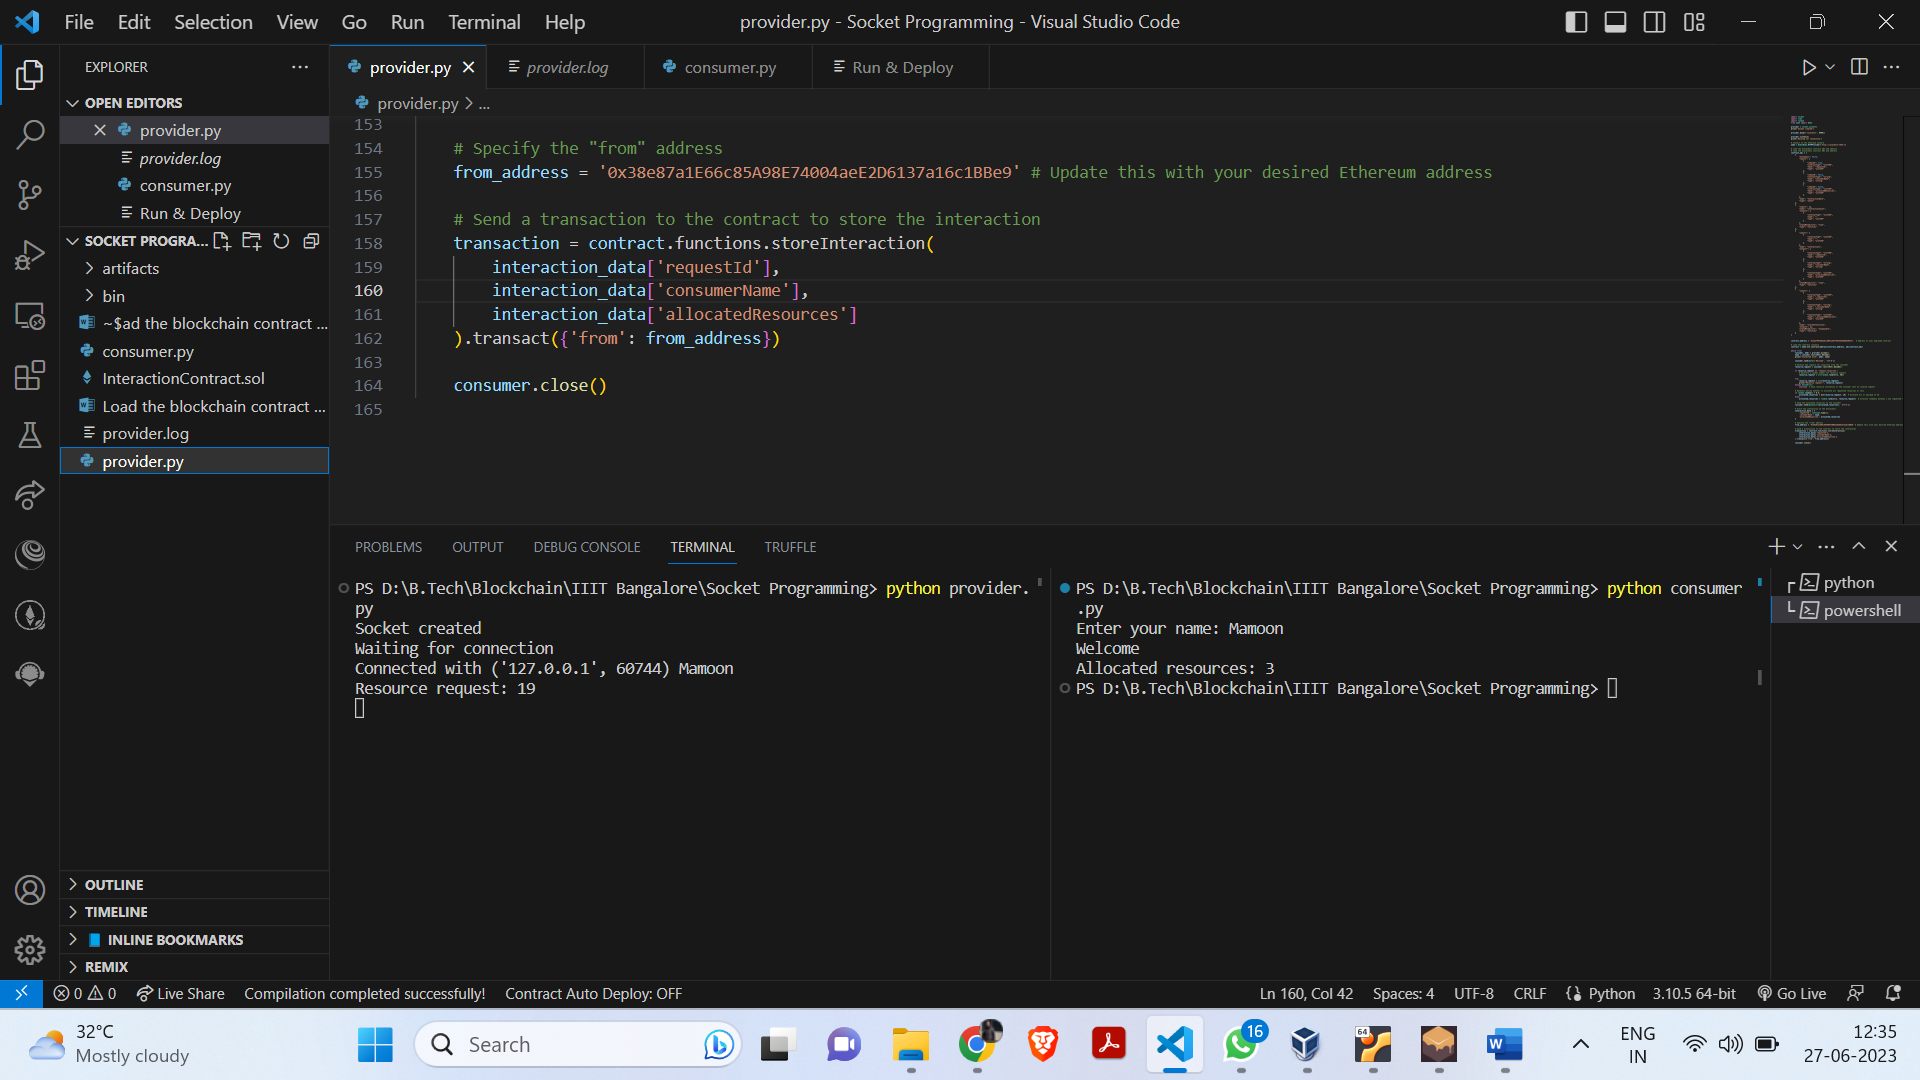 File Edit Selection View Go Run Terminal Help
provider.py - Socket Programming - Visual Studio Code
EXPLORER
OPEN EDITORS
provider.py
provider.log
consumer.py
Run & Deploy
SOCKET PROGRA...
artifacts
bin
~$ad the blockchain contract ...
consumer.py
InteractionContract.sol
Load the blockchain contract ...
provider.log
provider.py
OUTLINE
TIMELINE
INLINE BOOKMARKS
REMIX
provider.py provider.log consumer.py Run & Deploy
provider.py > ...
153
154 # Specify the "from" address
155 from_address = '0x38e87a1E66c85A98E74004aeE2D6137a16c1BBe9' # Update this with your desired Ethereum address
156
157 # Send a transaction to the contract to store the interaction
158 transaction = contract.functions.storeInteraction(
159 interaction_data['requestId'],
160 interaction_data['consumerName'],
161 interaction_data['allocatedResources']
162 ).transact({'from': from_address})
163
164 consumer.close()
165
PROBLEMS OUTPUT DEBUG CONSOLE TERMINAL TRUFFLE
PS D:\B.Tech\Blockchain\IIIT Bangalore\Socket Programming> python provider.
py
Socket created
Waiting for connection
Connected with ('127.0.0.1', 60744) Mamoon
Resource request: 19
PS D:\B.Tech\Blockchain\IIIT Bangalore\Socket Programming> python consumer
.py
Enter your name: Mamoon
Welcome
Allocated resources: 3
PS D:\B.Tech\Blockchain\IIIT Bangalore\Socket Programming>
python
powershell
0 0 Live Share Compilation completed successfully! Contract Auto Deploy: OFF
Ln 160, Col 42 Spaces: 4 UTF-8 CRLF Python 3.10.5 64-bit Go Live
32°C
Mostly cloudy
Search
16
64
ENG
IN
12:35
27-06-2023